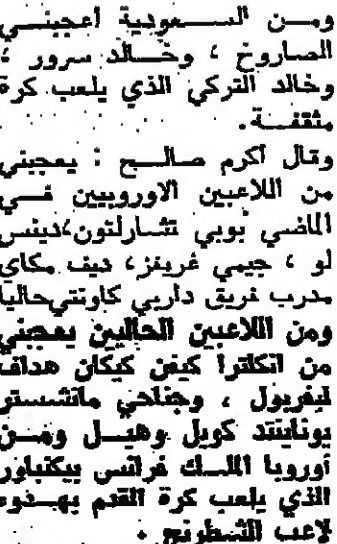 ومن السعودية أعجبني
الصاروخ ، وخالد سرور ،
وخالد التركي الذي يلعب كرة
مثقفة .
وقال أكرم صالح : يعجبني
من اللاعبين الاوروبيين في
الماضي بوبي تشارلتون ،دينس
لو ، جيمي غريفز، ديف مكاي
مدرب فريق داربي كاونتي حاليا
ومن اللاعبين الحاليين يعجبني
من انكلترا كيفن كيكان هداف
ليفربول ، وجناحي مانشستر
يونايتد كوبل وهيل ومن
أوروبا الملك فرانسي بيكنباور
الذي يلعب كرة القدم بهدوء
لاعب الشطرنج .